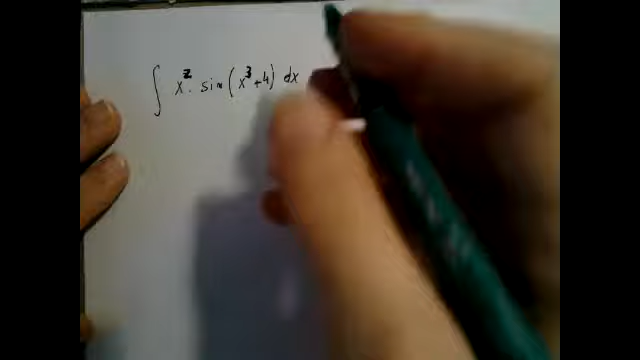 ∫ x² · sin(x³+4) dx